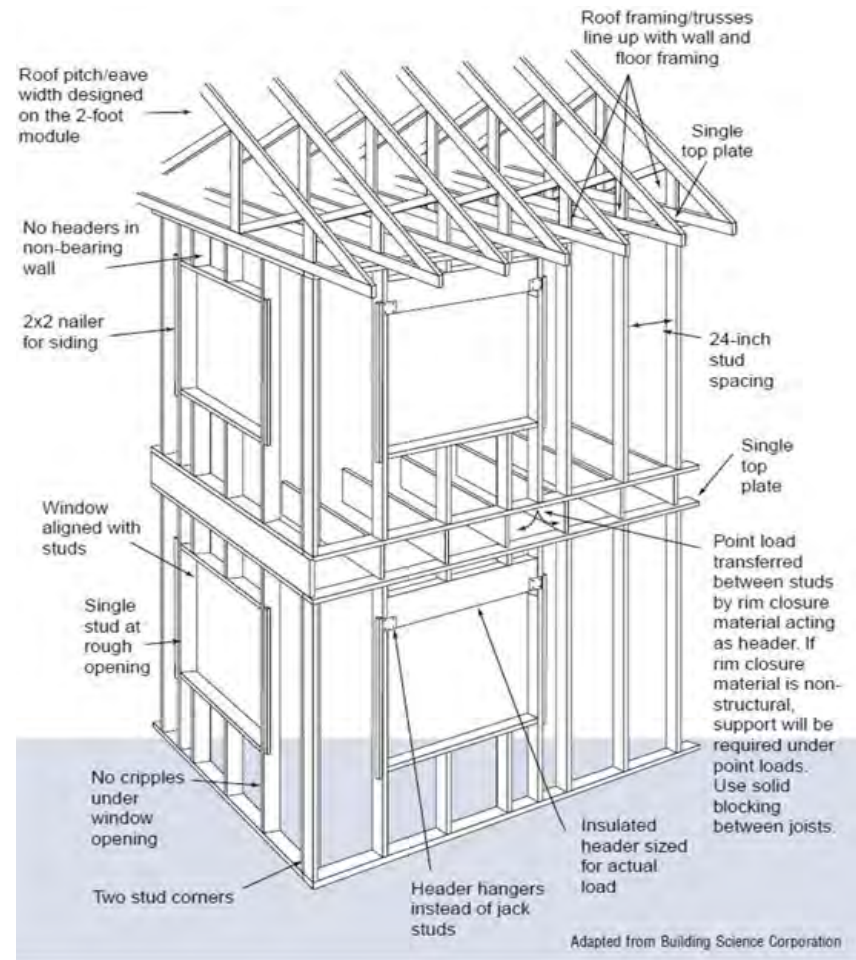 Roof framing/trusses
line up with wall and
floor framing
Roof pitch/eave
width designed
on the 2-foot
module
Single
top plate
No headers in
non-bearing
wall
2x2 nailer
for siding
24-inch
stud
spacing
Single
top
plate
Window
aligned with
studs
Single
stud at
rough
opening
Point load
transferred
between studs
by rim closure
material acting
as header. If
rim closure
material is non-
structural,
support will be
required under
point loads.
Use solid
blocking
between joists.
No cripples
under
window
opening
Insulated
header sized
for actual
load
Two stud corners
Header hangers
instead of jack
studs
Adapted from Building Science Corporation